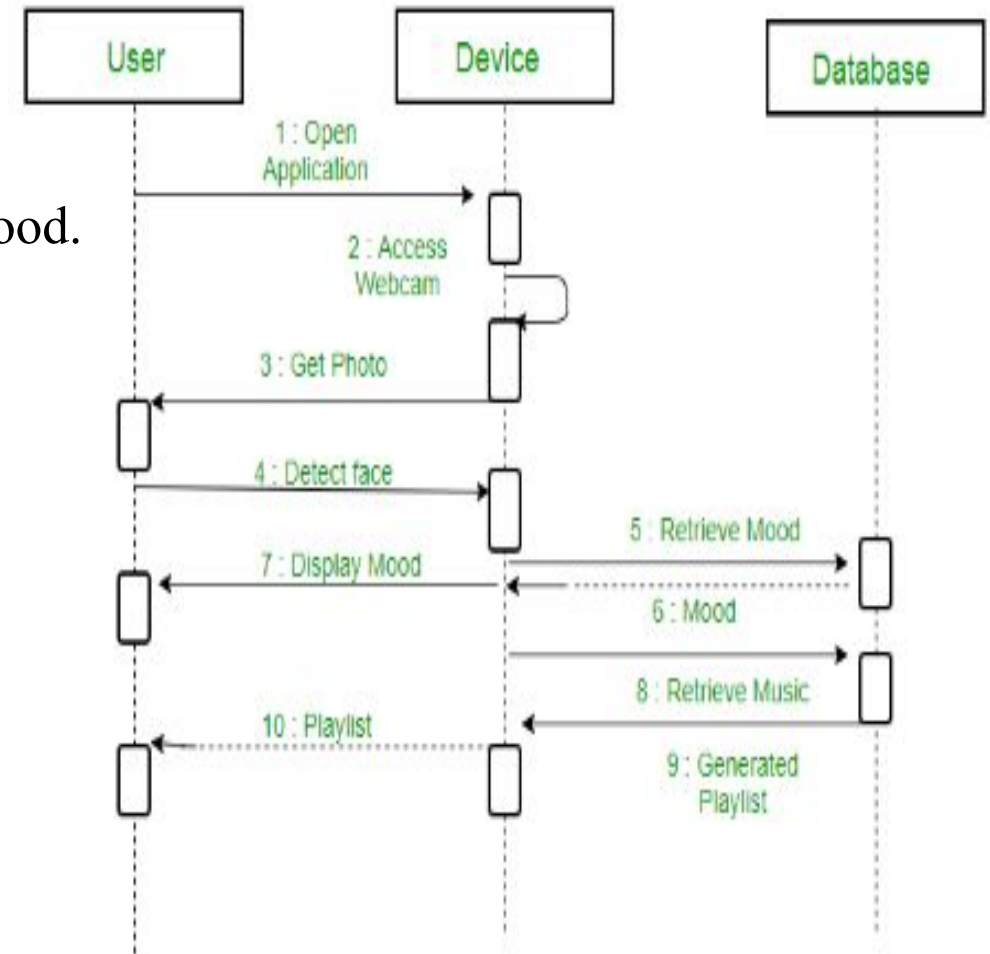 User
Device
Database
1 : Open
Application
ood.
2 : Access
Webcam
3 : Get Photo
4 : Detect face
5 : Retrieve Mood
7 : Display Mood
6 : Mood
8 : Retrieve Music
10 : Playlist
9 : Generated
Playlist